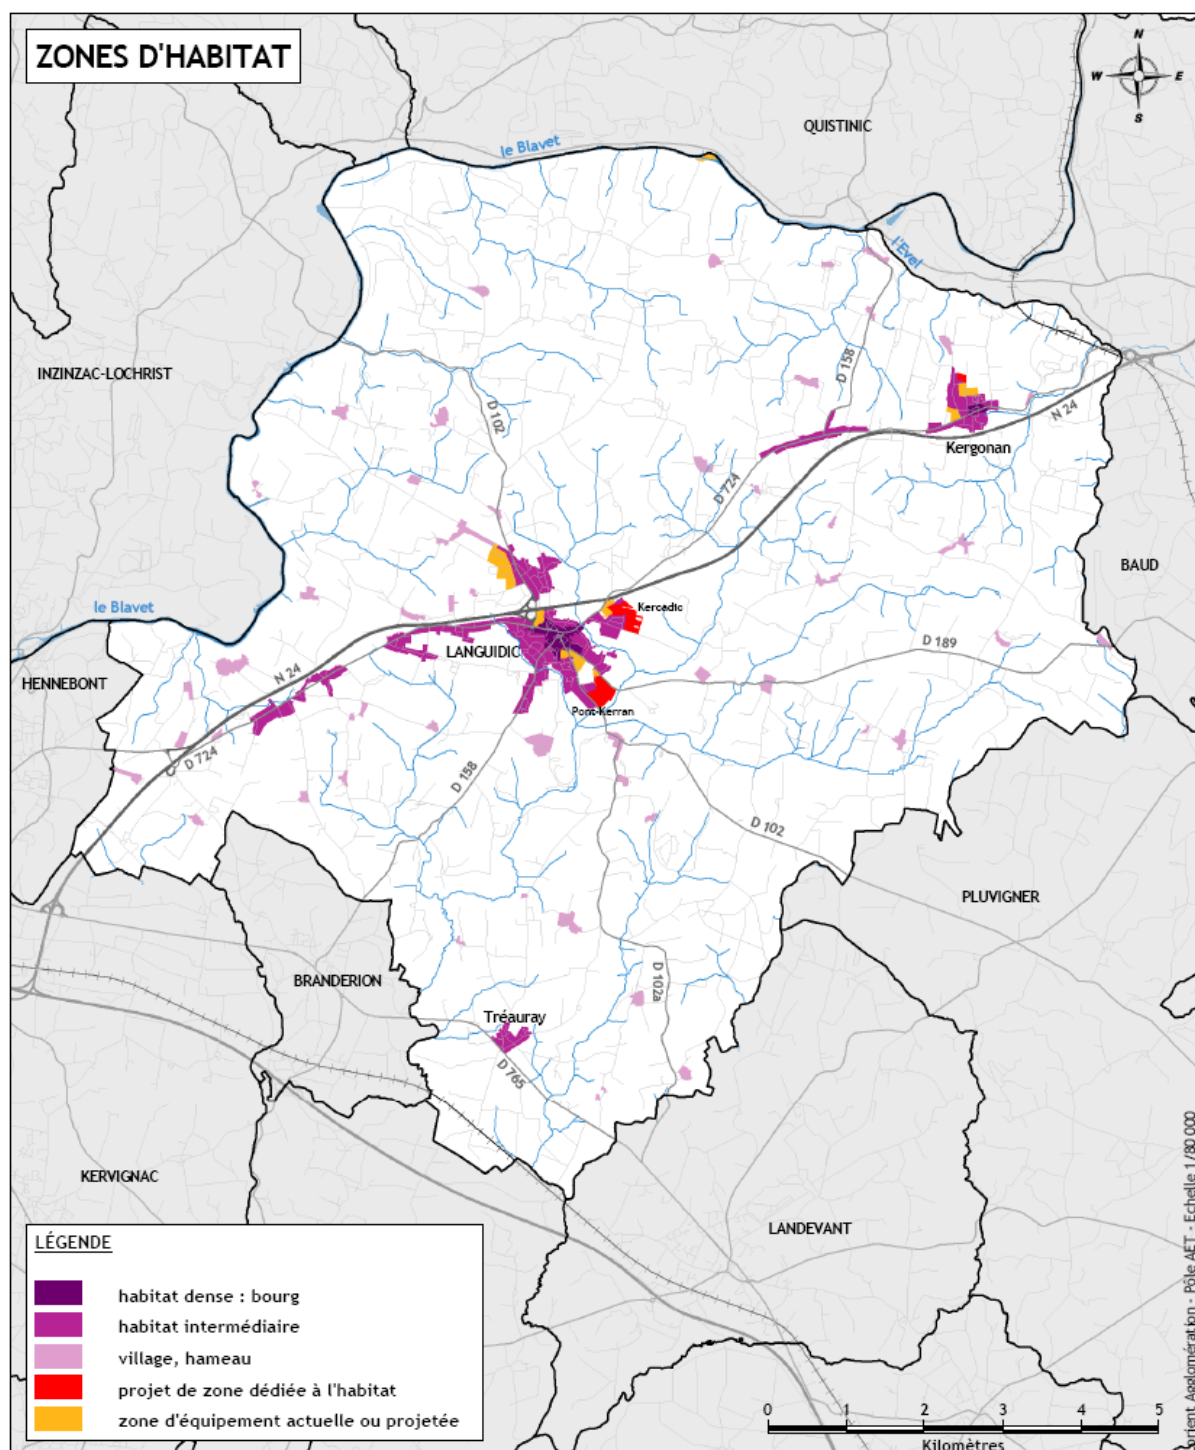 ZONES D'HABITAT
N
W E
S
QUISTINIC
le Blavet
l'Evel
INZINZAC-LOCHRIST
D 102
D 158
N 24
Kergonan
D 724
BAUD
le Blavet
Kercadic
LANGUIDIC
D 189
HENNEBONT
N 24
Pont-Kerran
D 724
D 158
D 102
PLUVIGNER
BRANDERION
D 102a
Tréauray
D 765
KERVIGNAC
LANDEVANT
LÉGENDE
habitat dense : bourg
habitat intermédiaire
village, hameau
projet de zone dédiée à l'habitat
zone d'équipement actuelle ou projetée
0 1 2 3 4 5
Kilomètres
Lorient Agglomération - Pôle AET - Echelle 1/80 000